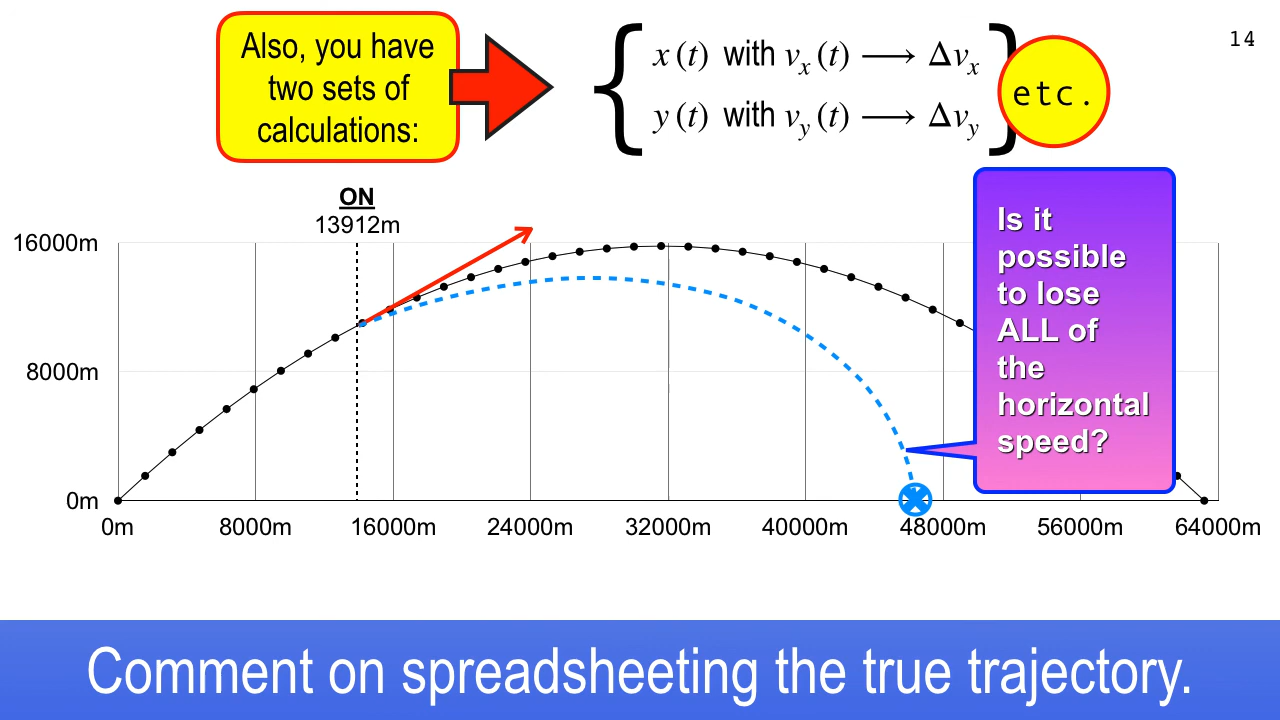 Also, you have
two sets of
calculations:
x (t) with vₓ (t) ⟶ Δvₓ
y (t) with v_y (t) ⟶ Δv_y
etc.
14
ON
13912m
16000m
8000m
0m
0m 8000m 16000m 24000m 32000m 40000m 48000m 56000m 64000m
Is it
possible
to lose
ALL of
the
horizontal
speed?
Comment on spreadsheeting the true trajectory.